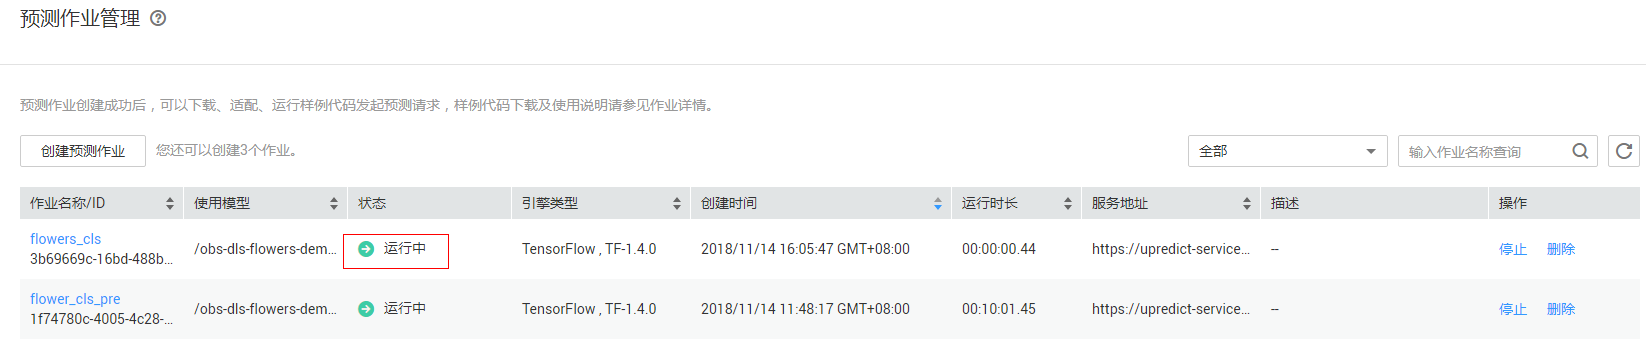 预测作业管理 ?
预测作业创建成功后，可以下载、适配、运行样例代码发起预测请求，样例代码下载及使用说明请参见作业详情。
创建预测作业 您还可以创建3个作业。 全部 输入作业名称查询
作业名称/ID 使用模型 状态 引擎类型 创建时间 运行时长 服务地址 描述 操作
flowers_cls
3b69669c-16bd-488b... /obs-dls-flowers-dem... 运行中 TensorFlow , TF-1.4.0 2018/11/14 16:05:47 GMT+08:00 00:00:00.44 https://upredict-service... -- 停止 删除
flower_cls_pre
1f74780c-4005-4c28-... /obs-dls-flowers-dem... 运行中 TensorFlow , TF-1.4.0 2018/11/14 11:48:17 GMT+08:00 00:10:01.45 https://upredict-service... -- 停止 删除